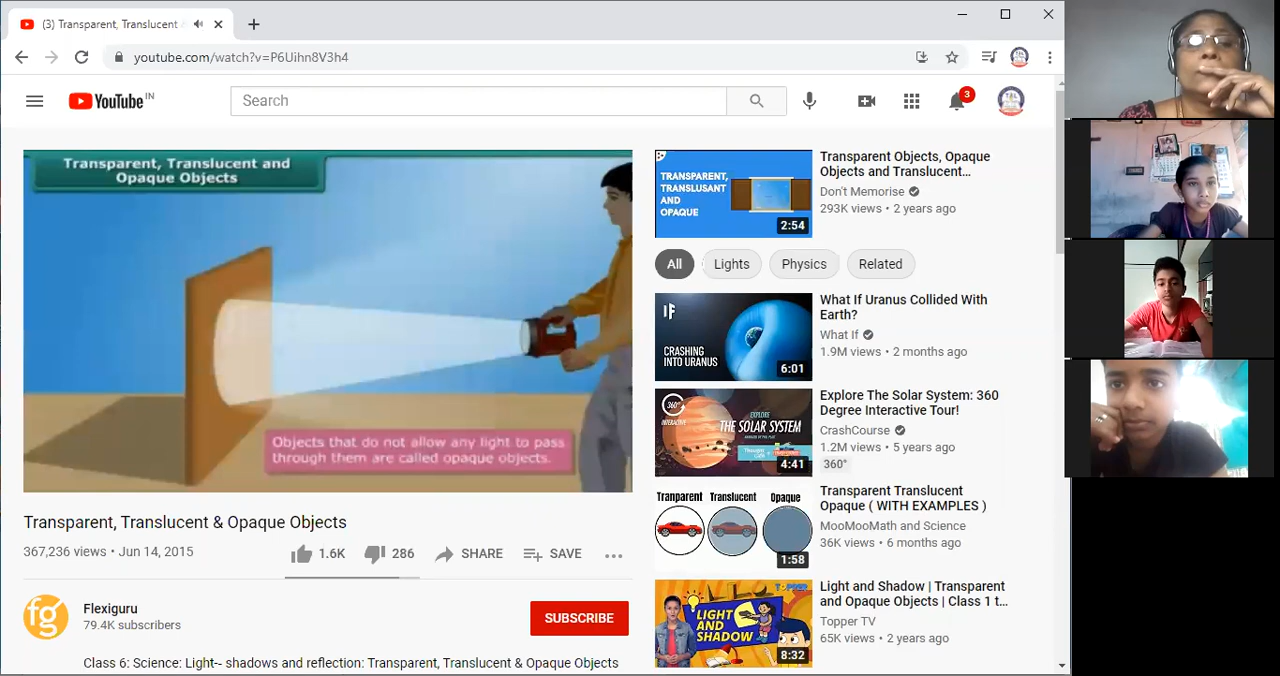 (3) Transparent, Translucent &
youtube.com/watch?v=P6Uihn8V3h4
YouTube IN
Search
3
Transparent, Translucent and
Opaque Objects
Objects that do not allow any light to pass
through them are called opaque objects.
Transparent, Translucent & Opaque Objects
367,236 views • Jun 14, 2015
1.6K
286
SHARE
SAVE
fg
Flexiguru
79.4K subscribers
SUBSCRIBE
Class 6: Science: Light-- shadows and reflection: Transparent, Translucent & Opaque Objects
TRANSPARENT,
TRANSLUSANT
AND
OPAQUE
2:54
Transparent Objects, Opaque
Objects and Translucent...
Don't Memorise
293K views • 2 years ago
All
Lights
Physics
Related
CRASHING
INTO URANUS
6:01
What If Uranus Collided With
Earth?
What If
1.9M views • 2 months ago
360°
INTERACTIVE
EXPLORE
THE SOLAR SYSTEM
4:41
Explore The Solar System: 360
Degree Interactive Tour!
CrashCourse
1.2M views • 5 years ago
360°
Tranparent Translucent Opaque
1:58
Transparent Translucent
Opaque ( WITH EXAMPLES )
MooMooMath and Science
36K views • 6 months ago
LIGHT
AND
SHADOW
8:32
Light and Shadow | Transparent
and Opaque Objects | Class 1 t...
Topper TV
65K views • 2 years ago